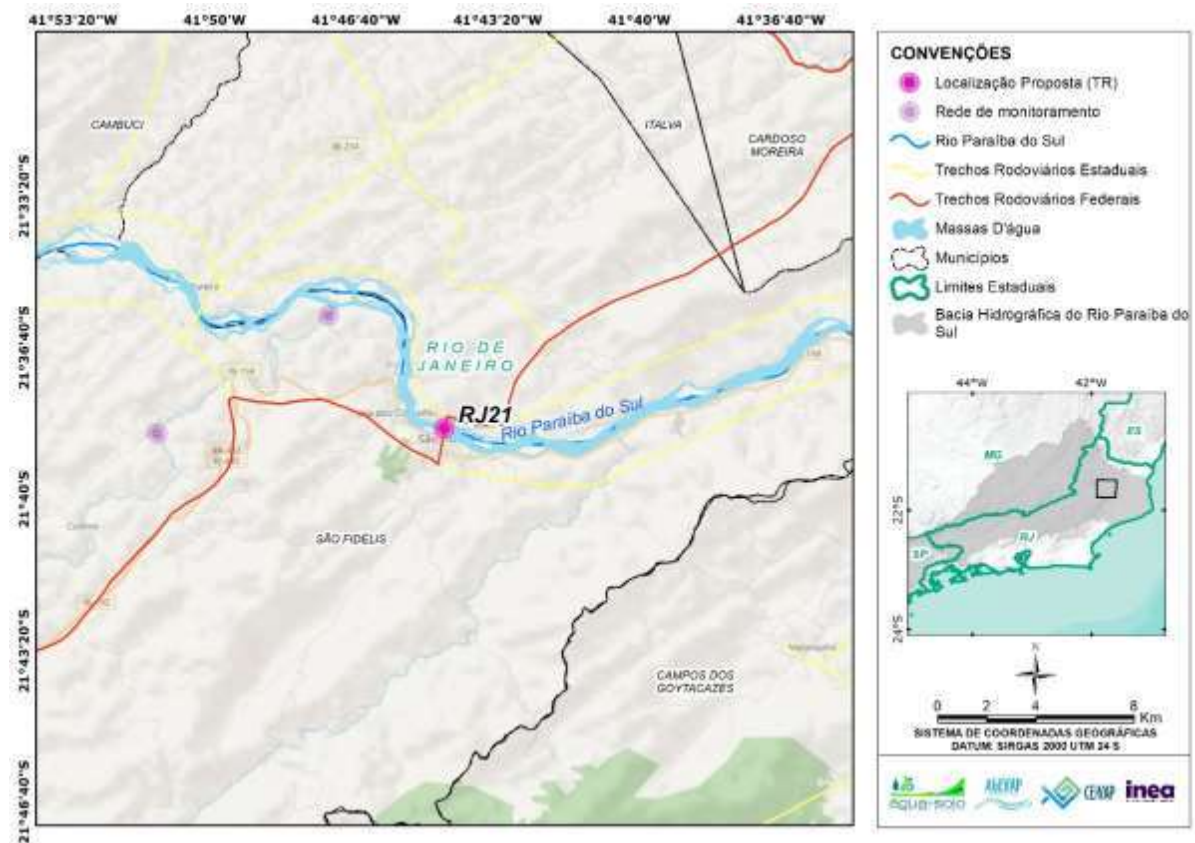 41°53'20"W 41°50'W 41°46'40"W 41°43'20"W 41°40'W 41°36'40"W
21°33'20"S
21°36'40"S
21°40'S
21°43'20"S
21°46'40"S
CAMBUCI
ITALVA
CARDOSO
MOREIRA
RIO DE
JANEIRO
RJ21
Rio Paraíba do Sul
SÃO FIDÉLIS
CAMPOS DOS
GOYTACAZES
CONVENÇÕES
Localização Proposta (TR)
Rede de monitoramento
Rio Paraíba do Sul
Trechos Rodoviários Estaduais
Trechos Rodoviários Federais
Massas D'água
Municípios
Limites Estaduais
Bacia Hidrográfica do Rio Paraíba do
Sul
44°W 42°W
22°S
24°S
MG
ES
SP
RJ
N
0 2 4 8
Km
SISTEMA DE COORDENADAS GEOGRÁFICAS
DATUM: SIRGAS 2000 UTM 24 S
água e solo
AGEVAP
CEIVAP
inea